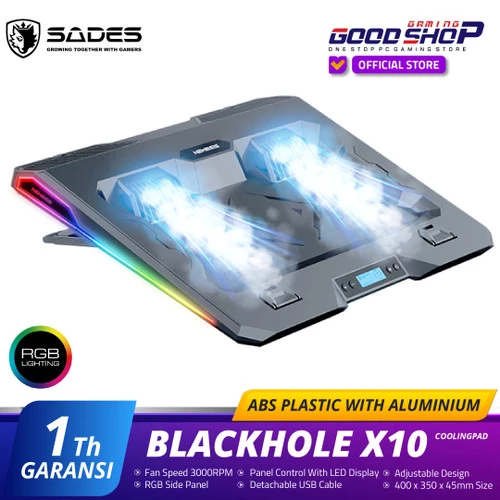 SADES
GROWING TOGETHER WITH GAMERS
GAMING
GOODSHOP
ONE STOP PC GAMING STORE
OFFICIAL STORE
RGB
LIGHTING
ABS PLASTIC WITH ALUMINIUM
1Th
GARANSI
BLACKHOLE X10 COOLINGPAD
• Fan Speed 3000RPM
• RGB Side Panel
• Panel Control With LED Display
• Detachable USB Cable
• Adjustable Design
• 400 x 350 x 45mm Size